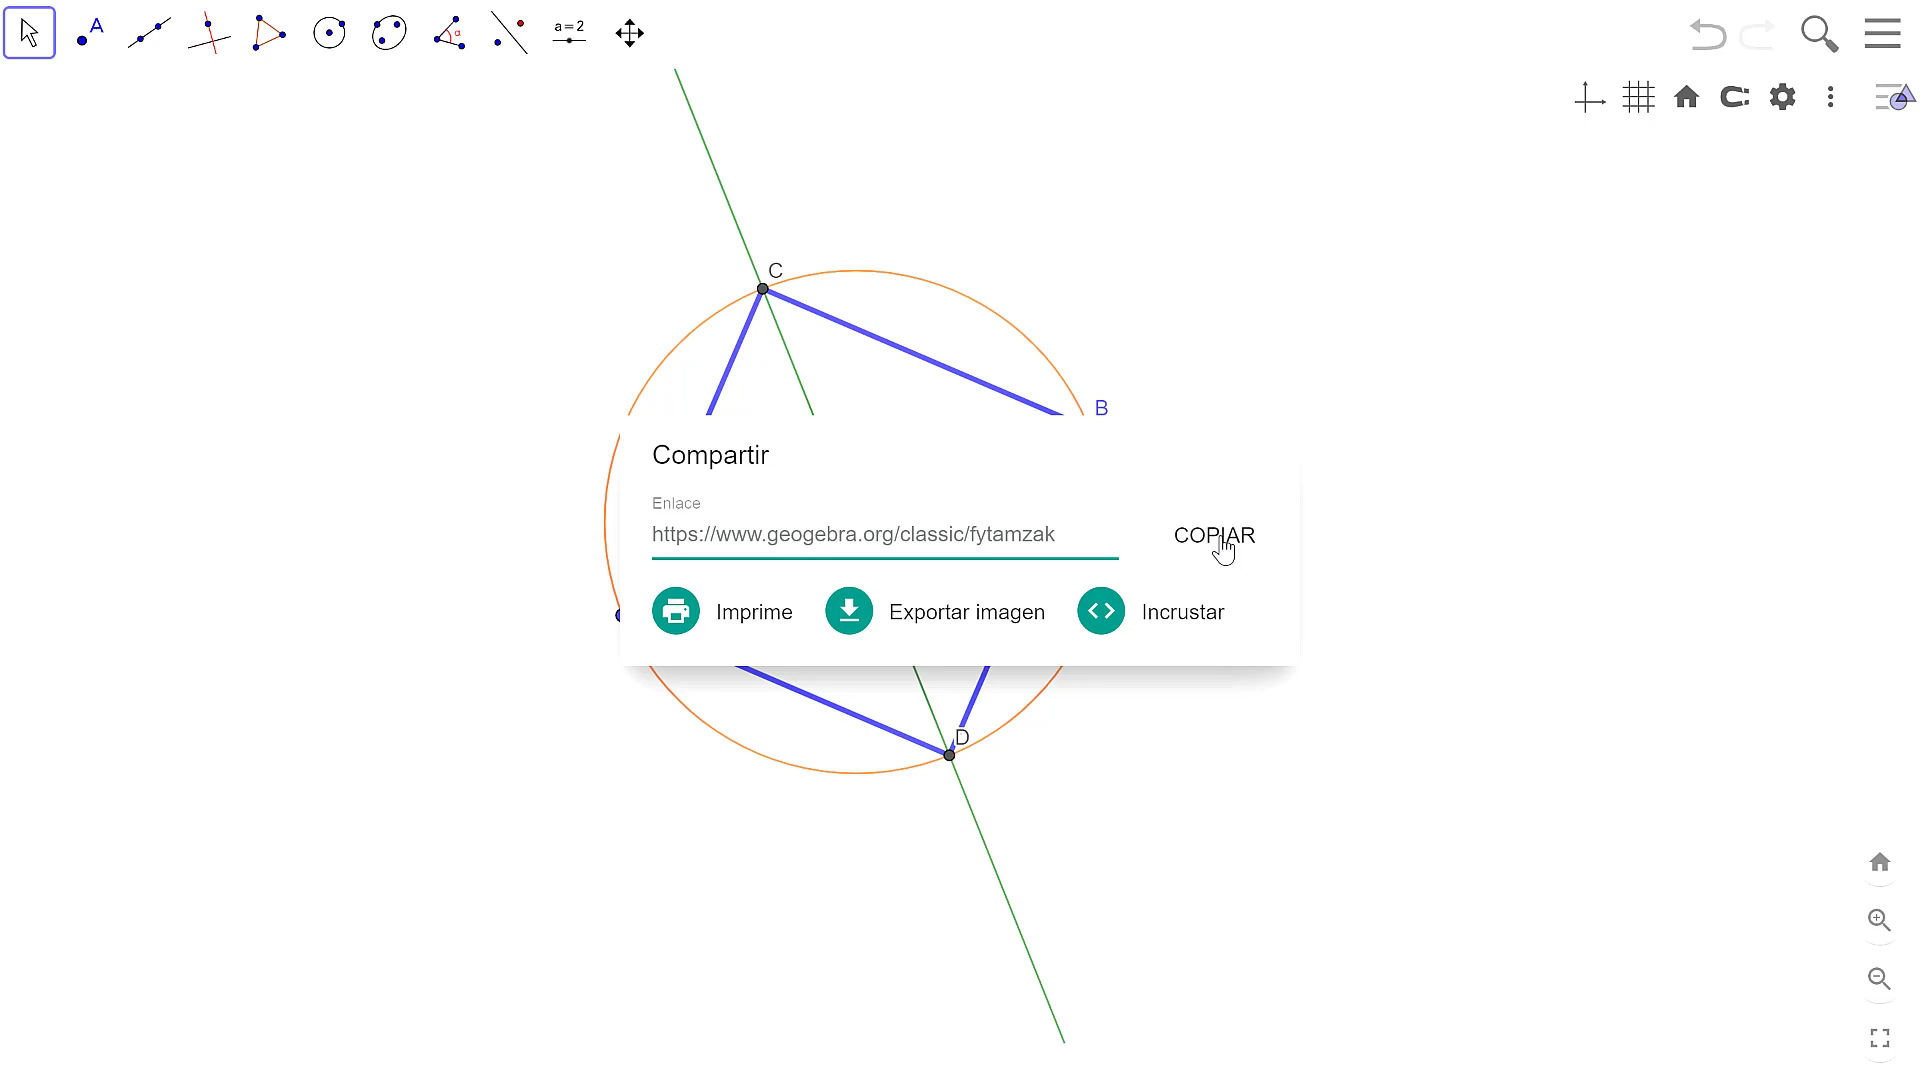 A
α
a=2
C
B
Compartir
Enlace
https://www.geogebra.org/classic/fytamzak
COPIAR
Imprime
Exportar imagen
Incrustar
D